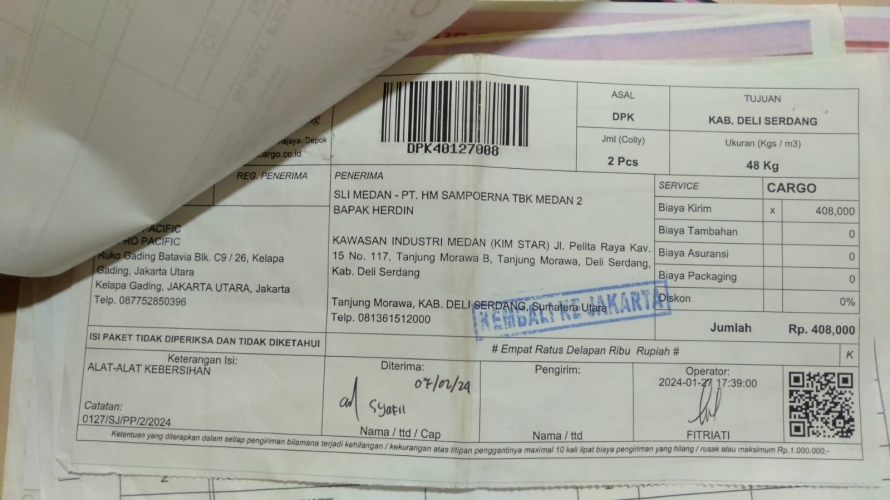 ASAL
TUJUAN
DPK
KAB. DELI SERDANG
DPK40127008
Jml (Colly)
Ukuran (Kgs / m3)
2 Pcs
48 Kg
Depok
cargo.co.id
REG. PENERIMA
PENERIMA
SERVICE
CARGO
SLI MEDAN - PT. HM SAMPOERNA TBK MEDAN 2
BAPAK HERDIN
Biaya Kirim x 408,000
Biaya Tambahan 0
Biaya Asuransi 0
Biaya Packaging 0
Diskon 0%
Jumlah Rp. 408,000
PACIFIC
PRO PACIFIC
Ruko Gading Batavia Blk. C9 / 26, Kelapa
Gading, Jakarta Utara
Kelapa Gading, JAKARTA UTARA, Jakarta
Telp. 087752850396
KAWASAN INDUSTRI MEDAN (KIM STAR) Jl. Pelita Raya Kav.
15 No. 117, Tanjung Morawa B, Tanjung Morawa, Deli Serdang,
Kab. Deli Serdang
Tanjung Morawa, KAB. DELI SERDANG, Sumatera Utara
Telp. 081361512000
KEMBALI KE JAKARTA
ISI PAKET TIDAK DIPERIKSA DAN TIDAK DIKETAHUI
# Empat Ratus Delapan Ribu Rupiah #
K
Keterangan Isi:
ALAT-ALAT KEBERSIHAN
Catatan:
0127/SJ/PP/2/2024
Diterima:
07/02/24
Syafil
Nama / ttd / Cap
Pengirim:
Nama / ttd
Operator:
2024-01-27 17:39:00
FITRIATI
Ketentuan yang diterapkan dalam setiap pengiriman bilamana terjadi kehilangan / kekurangan atas titipan penggantinya maximal 10 kali lipat biaya pengiriman yang hilang / rusak atau maksimum Rp.1.000.000,-